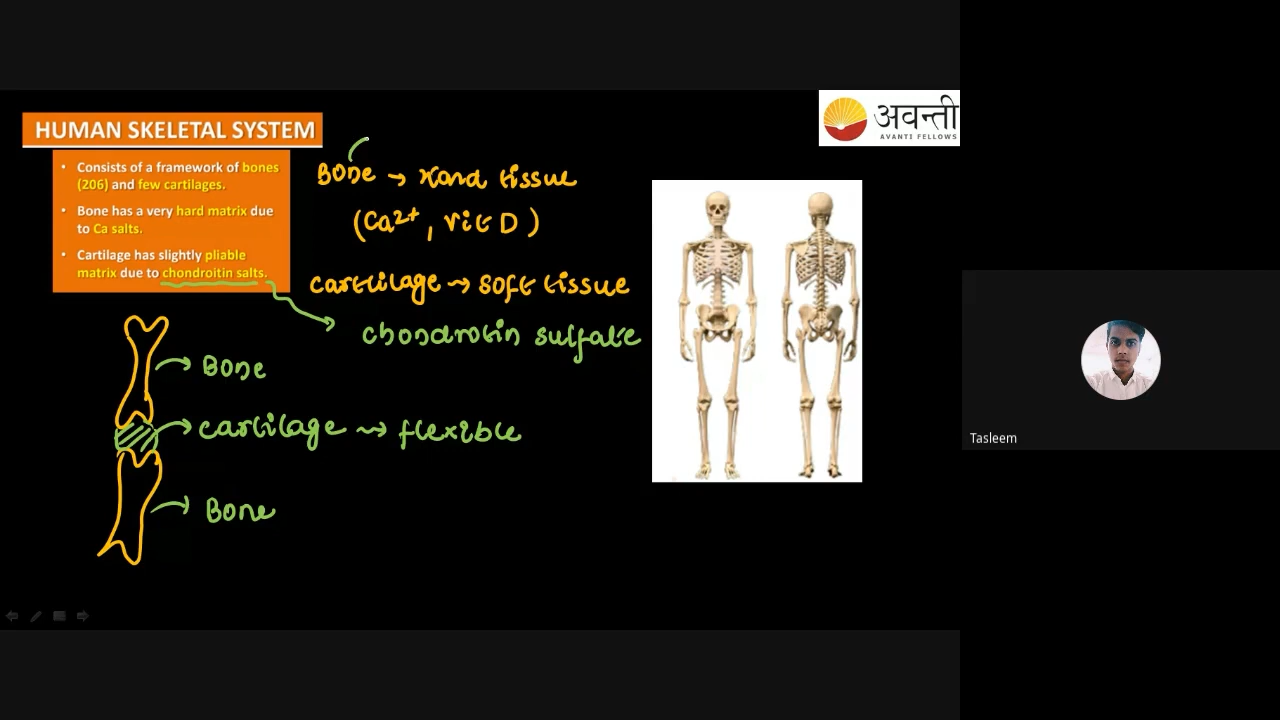 HUMAN SKELETAL SYSTEM
• Consists of a framework of bones
(206) and few cartilages.
• Bone has a very hard matrix due
to Ca salts.
• Cartilage has slightly pliable
matrix due to chondroitin salts.
Bone → Hard tissue
(Ca²⁺, Vit D)
Cartilage → soft tissue
Chondrotin sulfate
Bone
Cartilage → flexible
Bone
अवन्ती
AVANTI FELLOWS
Tasleem